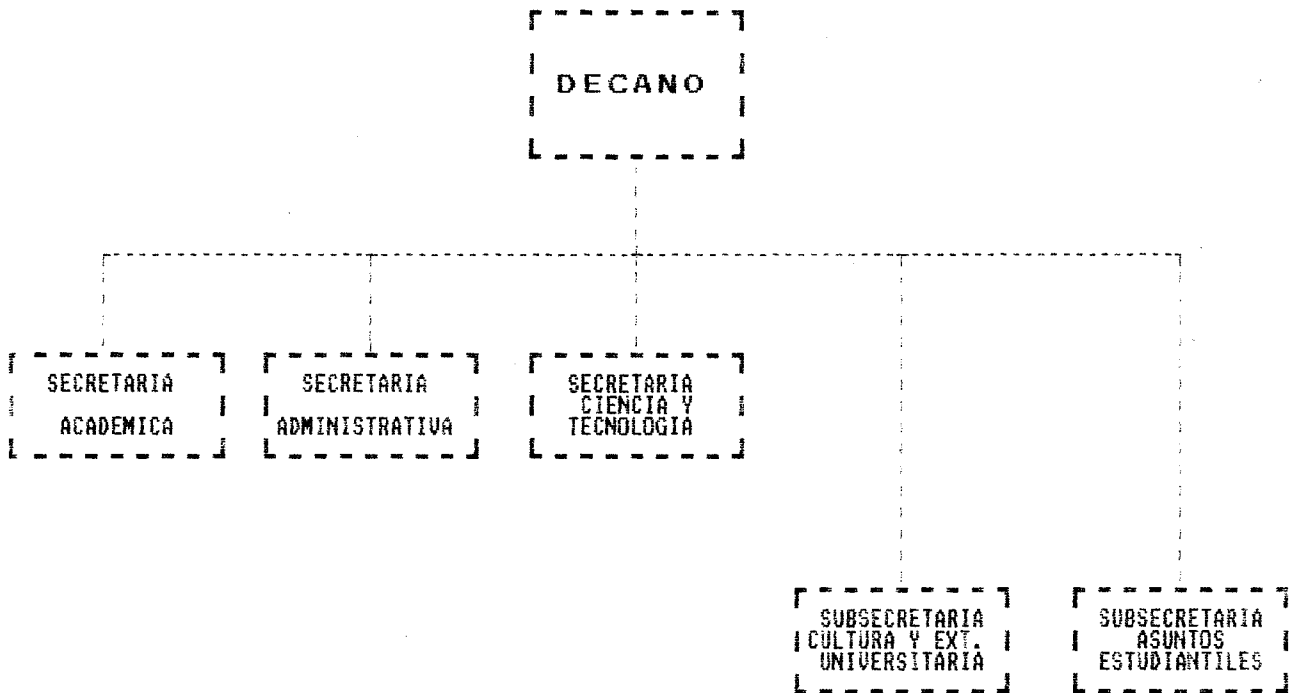 DECANO
SECRETARIA
ACADEMICA
SECRETARIA
ADMINISTRATIVA
SECRETARIA
CIENCIA Y
TECNOLOGIA
SUBSECRETARIA
CULTURA Y EXT.
UNIVERSITARIA
SUBSECRETARIA
ASUNTOS
ESTUDIANTILES